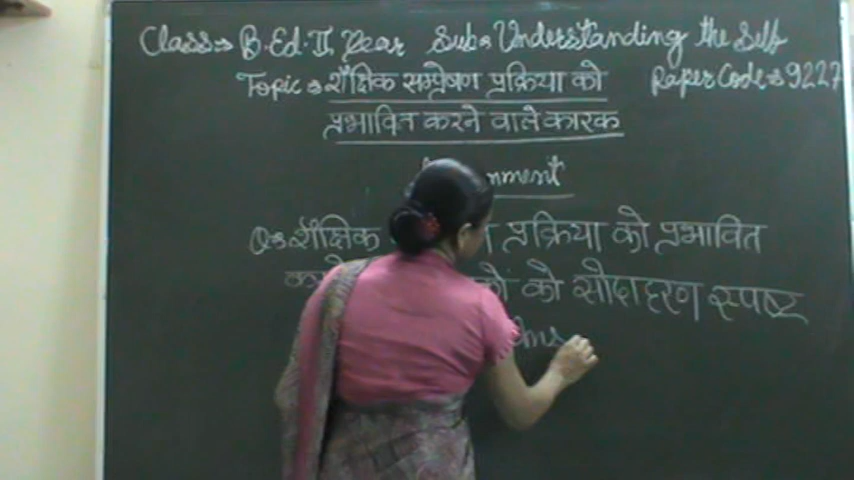 Class⇒ B.Ed.II Year Sub⇒ Understanding the Self
Topic⇒ शैक्षिक सम्प्रेषण प्रक्रिया को Paper Code⇒ 9227
प्रभावित करने वाले कारक
Q⇒ शैक्षिक प्रक्रिया को प्रभावित
को सोदाहरण स्पष्ट